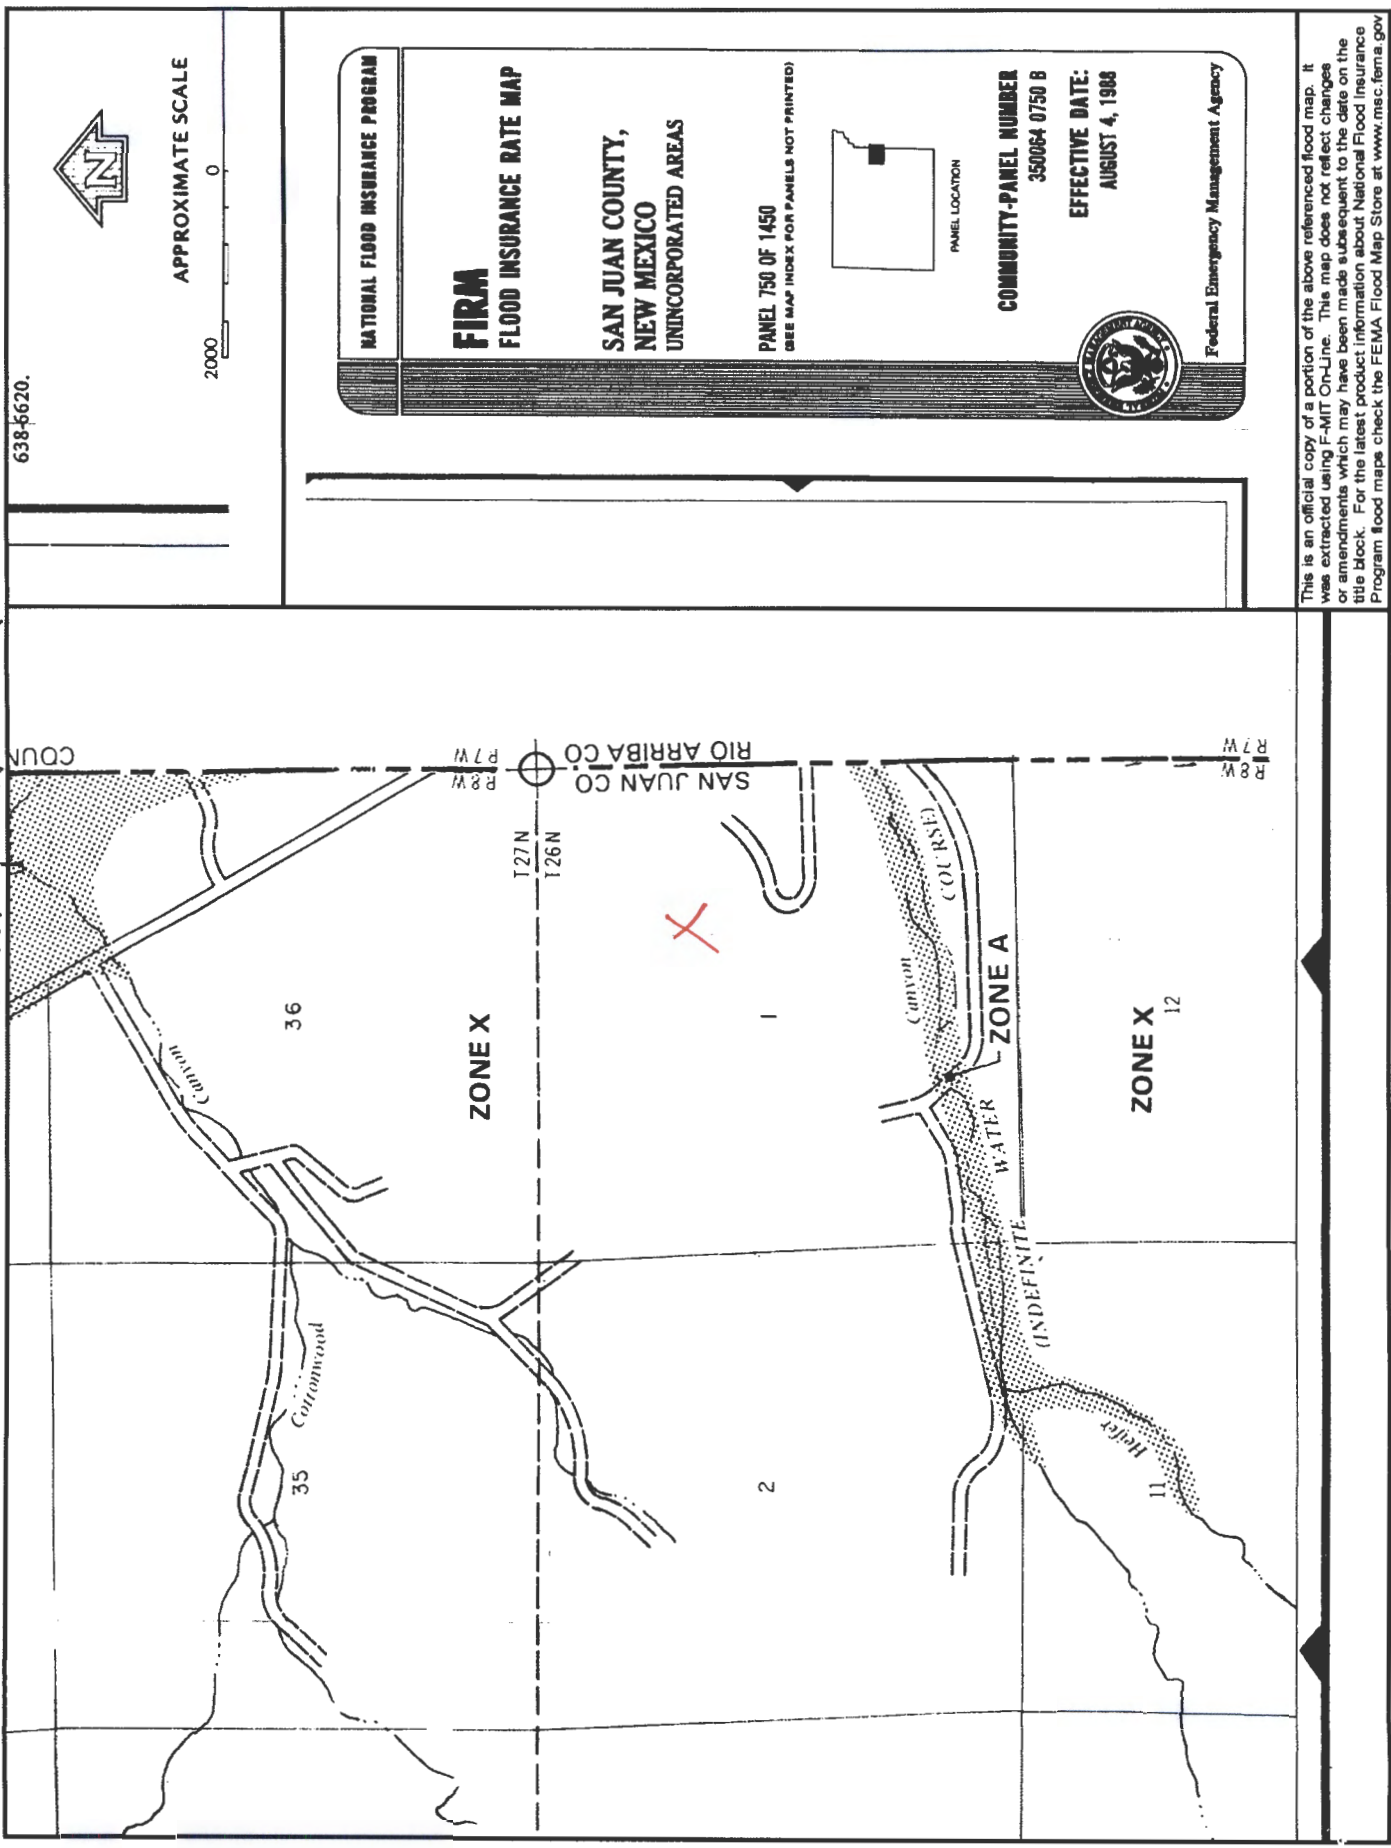 638-6620.
APPROXIMATE SCALE
2000 0
N
NATIONAL FLOOD INSURANCE PROGRAM
FIRM
FLOOD INSURANCE RATE MAP
SAN JUAN COUNTY,
NEW MEXICO
UNINCORPORATED AREAS
PANEL 750 OF 1450
(SEE MAP INDEX FOR PANELS NOT PRINTED)
PANEL LOCATION
COMMUNITY-PANEL NUMBER
350064 0750 B
EFFECTIVE DATE:
AUGUST 4, 1988
Federal Emergency Management Agency
This is an official copy of a portion of the above referenced flood map. It
was extracted using F-MIT On-Line. This map does not reflect changes
or amendments which may have been made subsequent to the date on the
title block. For the latest product information about National Flood Insurance
Program flood maps check the FEMA Flood Map Store at www.msc.fema.gov
COUN
R7W
R8W
RIO ARRIBA CO
SAN JUAN CO
R7W
R8W
T27N
T26N
36
Canyon
ZONE X
1
Canyon
COURSE)
ZONE A
WATER
(INDEFINITE
ZONE X
12
Cottonwood
35
2
Heifer
11